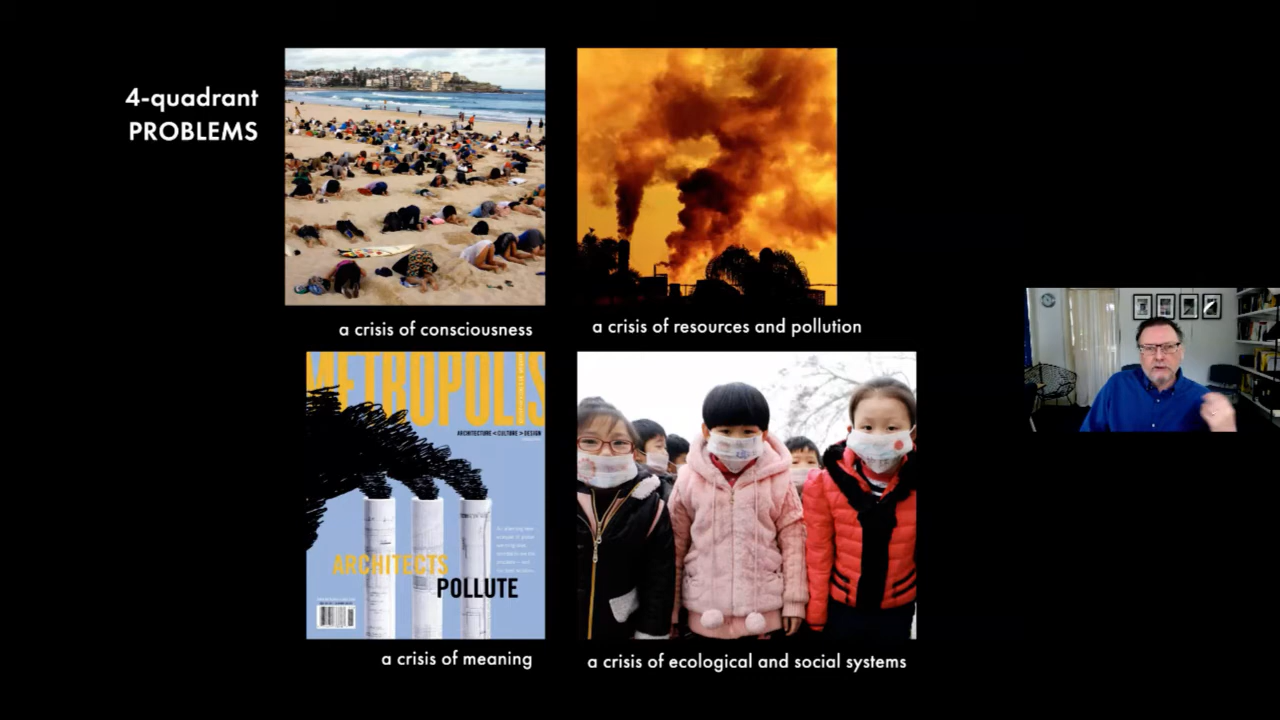 4-quadrant
PROBLEMS
a crisis of consciousness
a crisis of resources and pollution
METROPOLIS
ARCHITECTURE CULTURE DESIGN
ARCHITECTS
POLLUTE
a crisis of meaning
a crisis of ecological and social systems